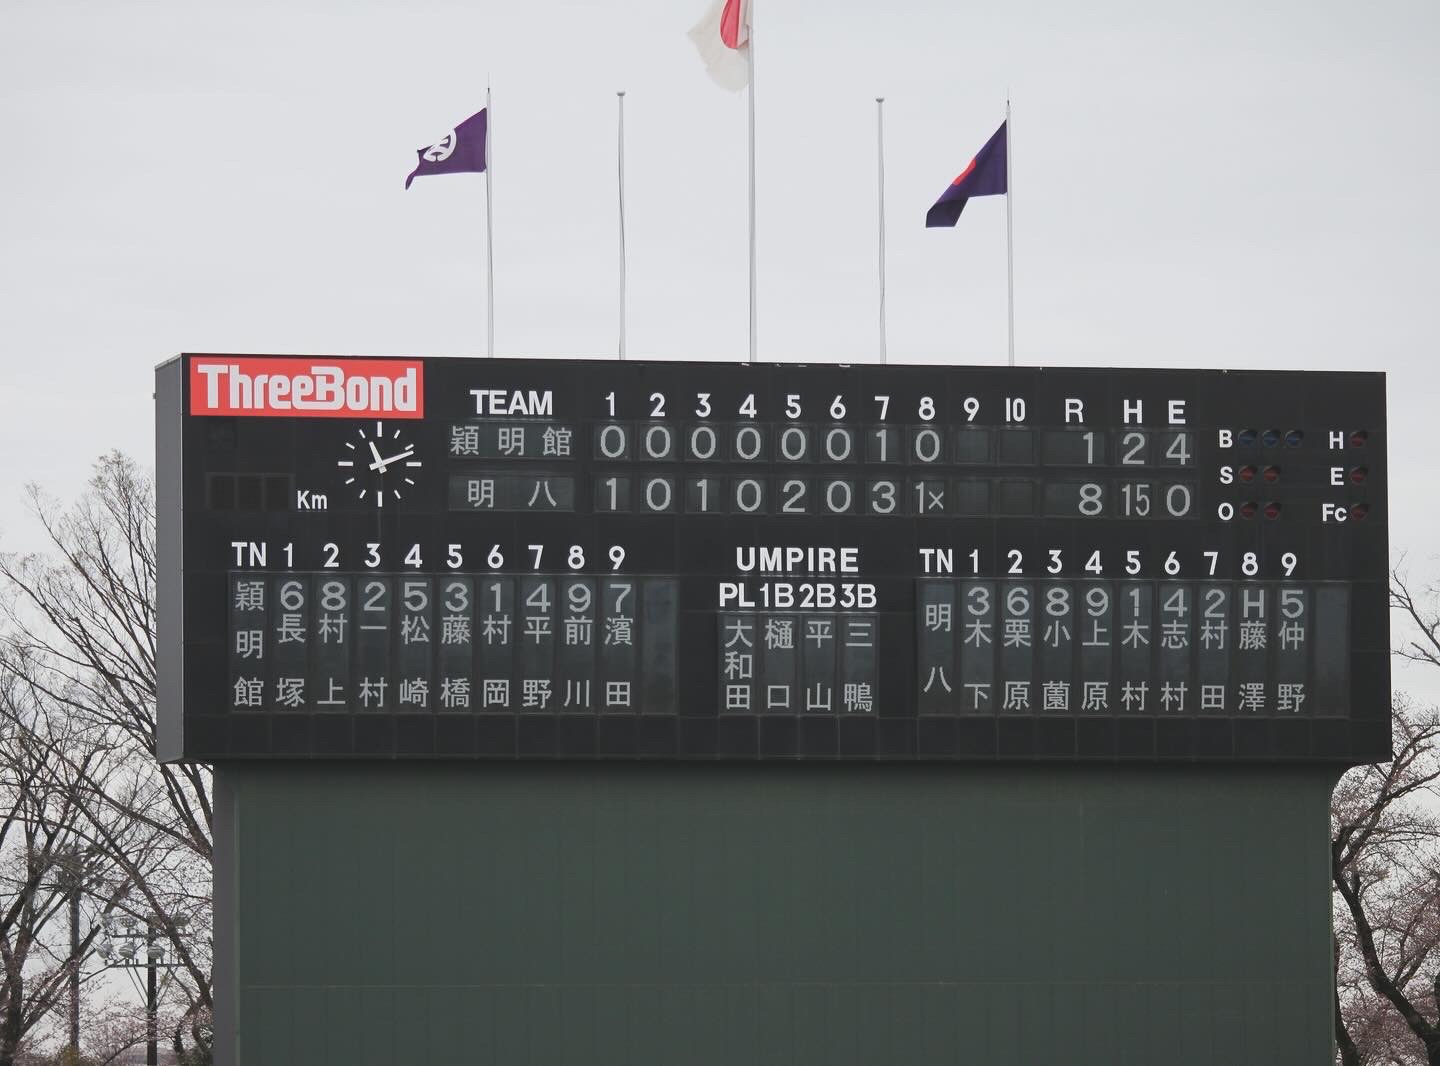 ThreeBond
TEAM 1 2 3 4 5 6 7 8 9 10 R H E
穎明館 0 0 0 0 0 0 1 0 1 2 4
明八 1 0 1 0 2 0 3 1× 8 15 0
B H
S E
O Fc
Km
TN 1 2 3 4 5 6 7 8 9
穎明館
6 長塚
8 村上
2 一村
5 松崎
3 藤橋
1 村岡
4 平野
9 前川
7 濱田
UMPIRE
PL 1B 2B 3B
大和田
樋口
平山
三鴨
TN 1 2 3 4 5 6 7 8 9
明八
3 木下
6 栗原
8 小薗
9 上原
1 木村
4 志村
2 村田
H 藤澤
5 仲野